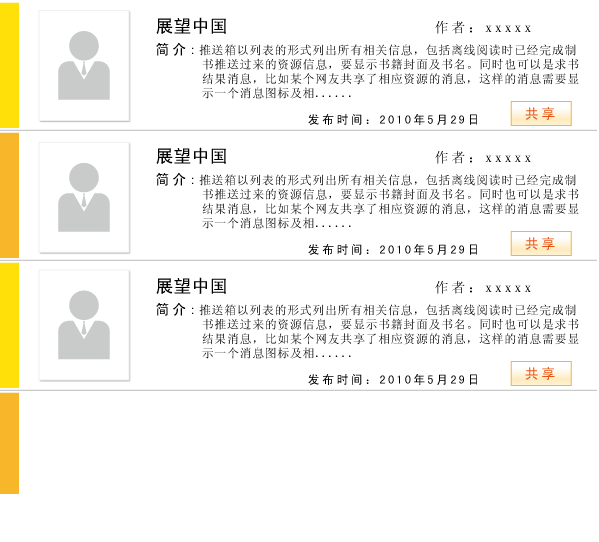 展望中国 作者：xxxxx
简介：推送箱以列表的形式列出所有相关信息，包括离线阅读时已经完成制
书推送过来的资源信息，要显示书籍封面及书名。同时也可以是求书
结果消息，比如某个网友共享了相应资源的消息，这样的消息需要显
示一个消息图标及相......
发布时间：2010年5月29日 共享
展望中国 作者：xxxxx
简介：推送箱以列表的形式列出所有相关信息，包括离线阅读时已经完成制
书推送过来的资源信息，要显示书籍封面及书名。同时也可以是求书
结果消息，比如某个网友共享了相应资源的消息，这样的消息需要显
示一个消息图标及相......
发布时间：2010年5月29日 共享
展望中国 作者：xxxxx
简介：推送箱以列表的形式列出所有相关信息，包括离线阅读时已经完成制
书推送过来的资源信息，要显示书籍封面及书名。同时也可以是求书
结果消息，比如某个网友共享了相应资源的消息，这样的消息需要显
示一个消息图标及相......
发布时间：2010年5月29日 共享